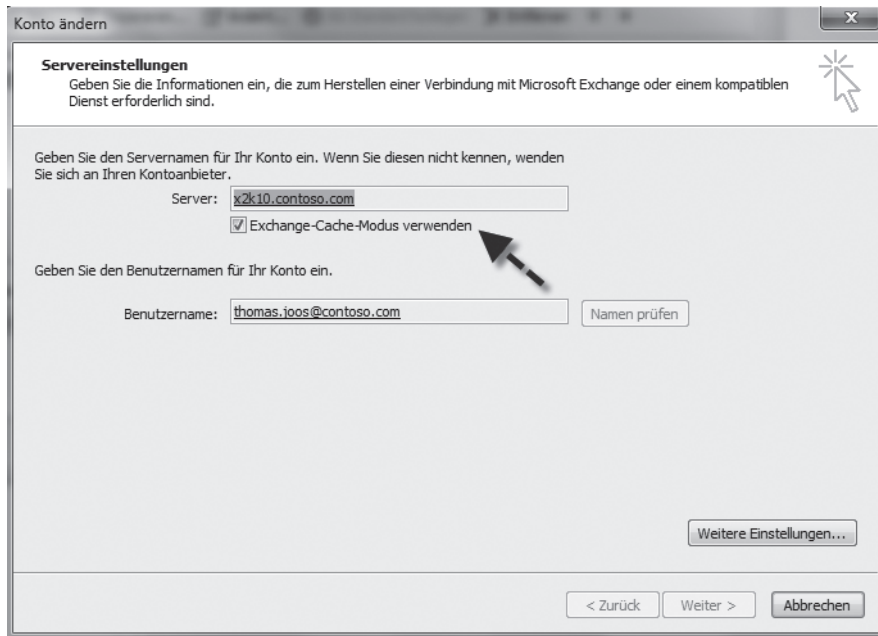 Konto ändern
Servereinstellungen
Geben Sie die Informationen ein, die zum Herstellen einer Verbindung mit Microsoft Exchange oder einem kompatiblen
Dienst erforderlich sind.
Geben Sie den Servernamen für Ihr Konto ein. Wenn Sie diesen nicht kennen, wenden
Sie sich an Ihren Kontoanbieter.
Server: x2k10.contoso.com
Exchange-Cache-Modus verwenden
Geben Sie den Benutzernamen für Ihr Konto ein.
Benutzername: thomas.joos@contoso.com Namen prüfen
Weitere Einstellungen...
< Zurück Weiter > Abbrechen